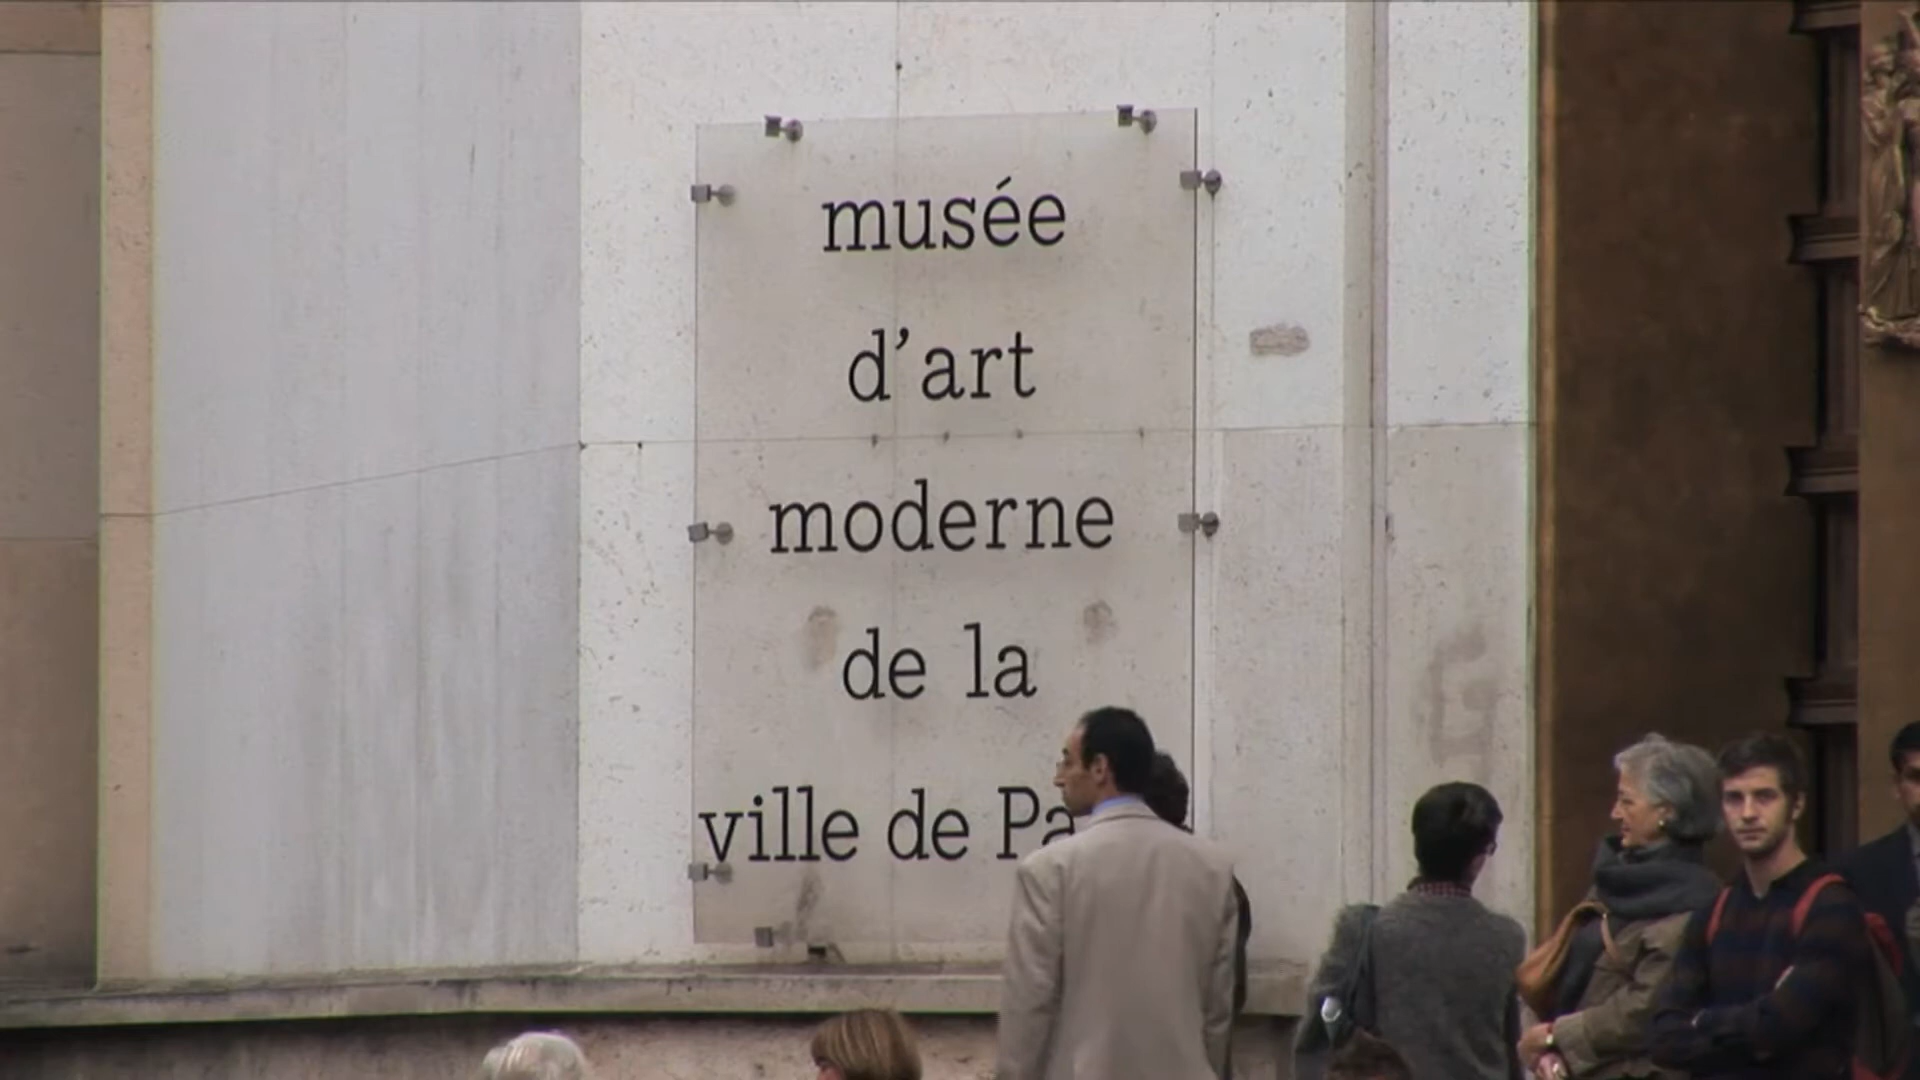 musée
d'art
moderne
de la
ville de Pa